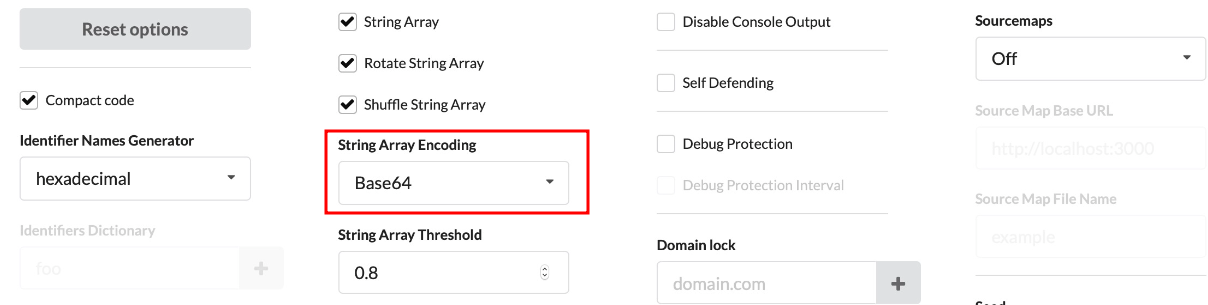 Reset options
Compact code
Identifier Names Generator
hexadecimal
Identifiers Dictionary
foo
+
String Array
Rotate String Array
Shuffle String Array
String Array Encoding
Base64
String Array Threshold
0.8
Disable Console Output
Self Defending
Debug Protection
Debug Protection Interval
Domain lock
domain.com
+
Sourcemaps
Off
Source Map Base URL
http://localhost:3000
Source Map File Name
example